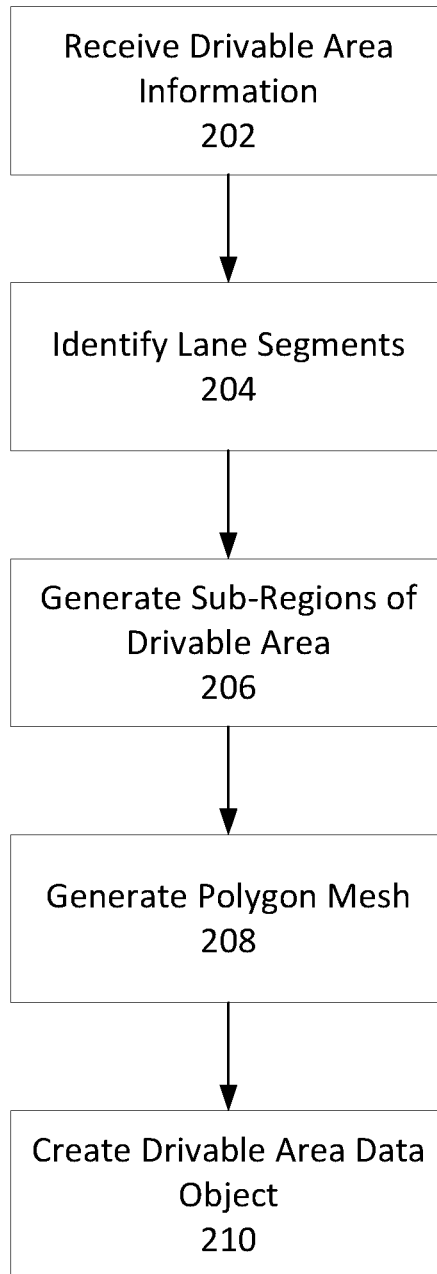 Receive Drivable Area
Information
202
Identify Lane Segments
204
Generate Sub-Regions of
Drivable Area
206
Generate Polygon Mesh
208
Create Drivable Area Data
Object
210